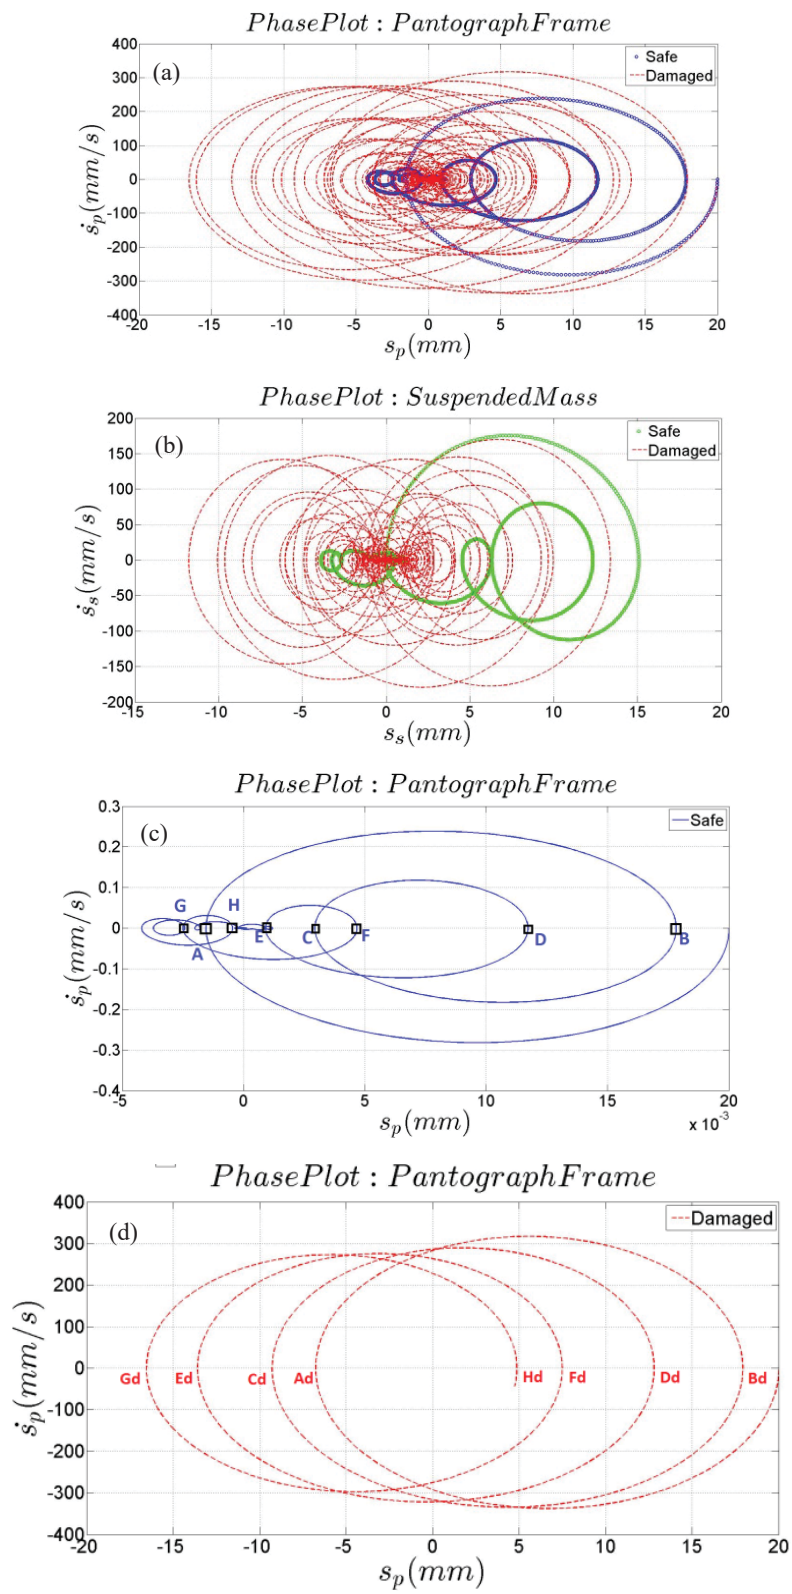 PhasePlot : PantographFrame
(a)
Safe
Damaged
400
300
200
100
0
-100
-200
-300
-400
-20 -15 -10 -5 0 5 10 15 20
ṡp(mm/s)
sp(mm)
PhasePlot : SuspendedMass
(b)
Safe
Damaged
200
150
100
50
0
-50
-100
-150
-200
-15 -10 -5 0 5 10 15 20
ṡs(mm/s)
ss(mm)
PhasePlot : PantographFrame
(c)
Safe
0.3
0.2
0.1
0
-0.1
-0.2
-0.3
-0.4
G H
A E C F D B
-5 0 5 10 15 20
x 10⁻³
ṡp(mm/s)
sp(mm)
PhasePlot : PantographFrame
(d)
Damaged
400
300
200
100
0
-100
-200
-300
-400
Gd Ed Cd Ad Hd Fd Dd Bd
-20 -15 -10 -5 0 5 10 15 20
ṡp(mm/s)
sp(mm)